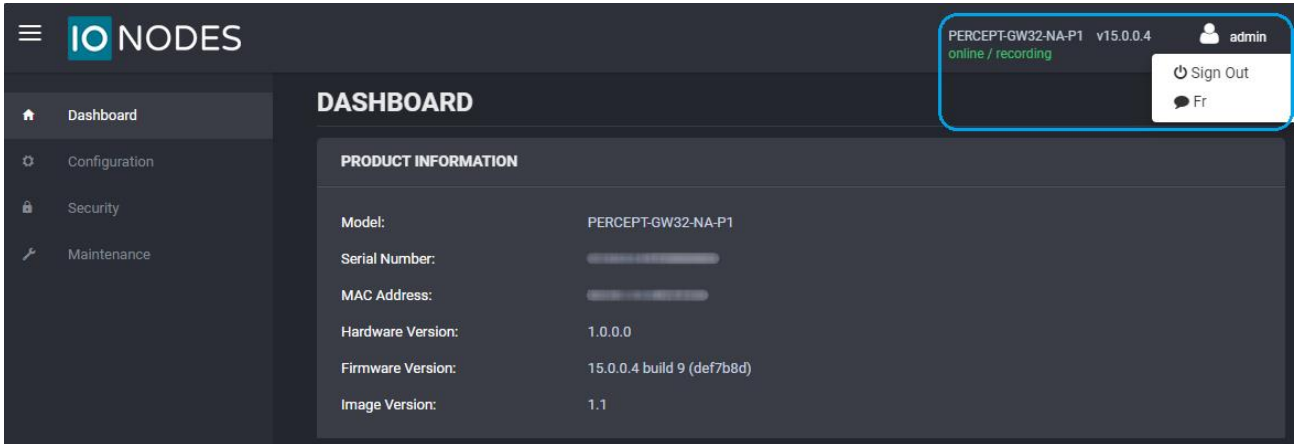 IO NODES
PERCEPT-GW32-NA-P1 v15.0.0.4
admin
online / recording
Sign Out
Fr
Dashboard
Configuration
Security
Maintenance
DASHBOARD
PRODUCT INFORMATION
Model: PERCEPT-GW32-NA-P1
Serial Number:
MAC Address:
Hardware Version: 1.0.0.0
Firmware Version: 15.0.0.4 build 9 (def7b8d)
Image Version: 1.1